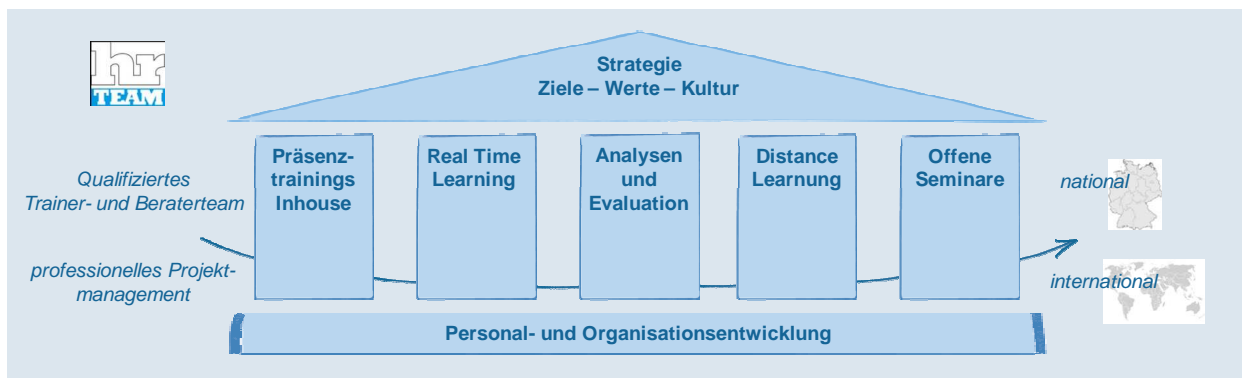 hr
TEAM
Strategie
Ziele – Werte – Kultur
Präsenz-
trainings
Inhouse
Real Time
Learning
Analysen
und
Evaluation
Distance
Learnung
Offene
Seminare
Qualifiziertes
Trainer- und Beraterteam
professionelles Projekt-
management
national
international
Personal- und Organisationsentwicklung